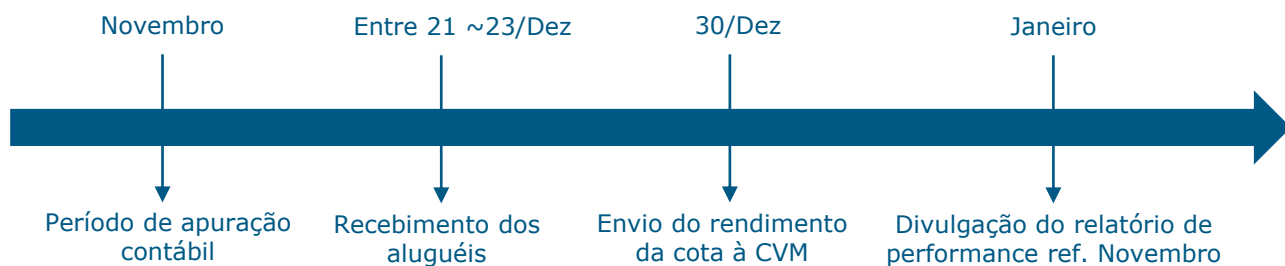 Novembro
Entre 21 ~23/Dez
30/Dez
Janeiro
Período de apuração
contábil
Recebimento dos
aluguéis
Envio do rendimento
da cota à CVM
Divulgação do relatório de
performance ref. Novembro